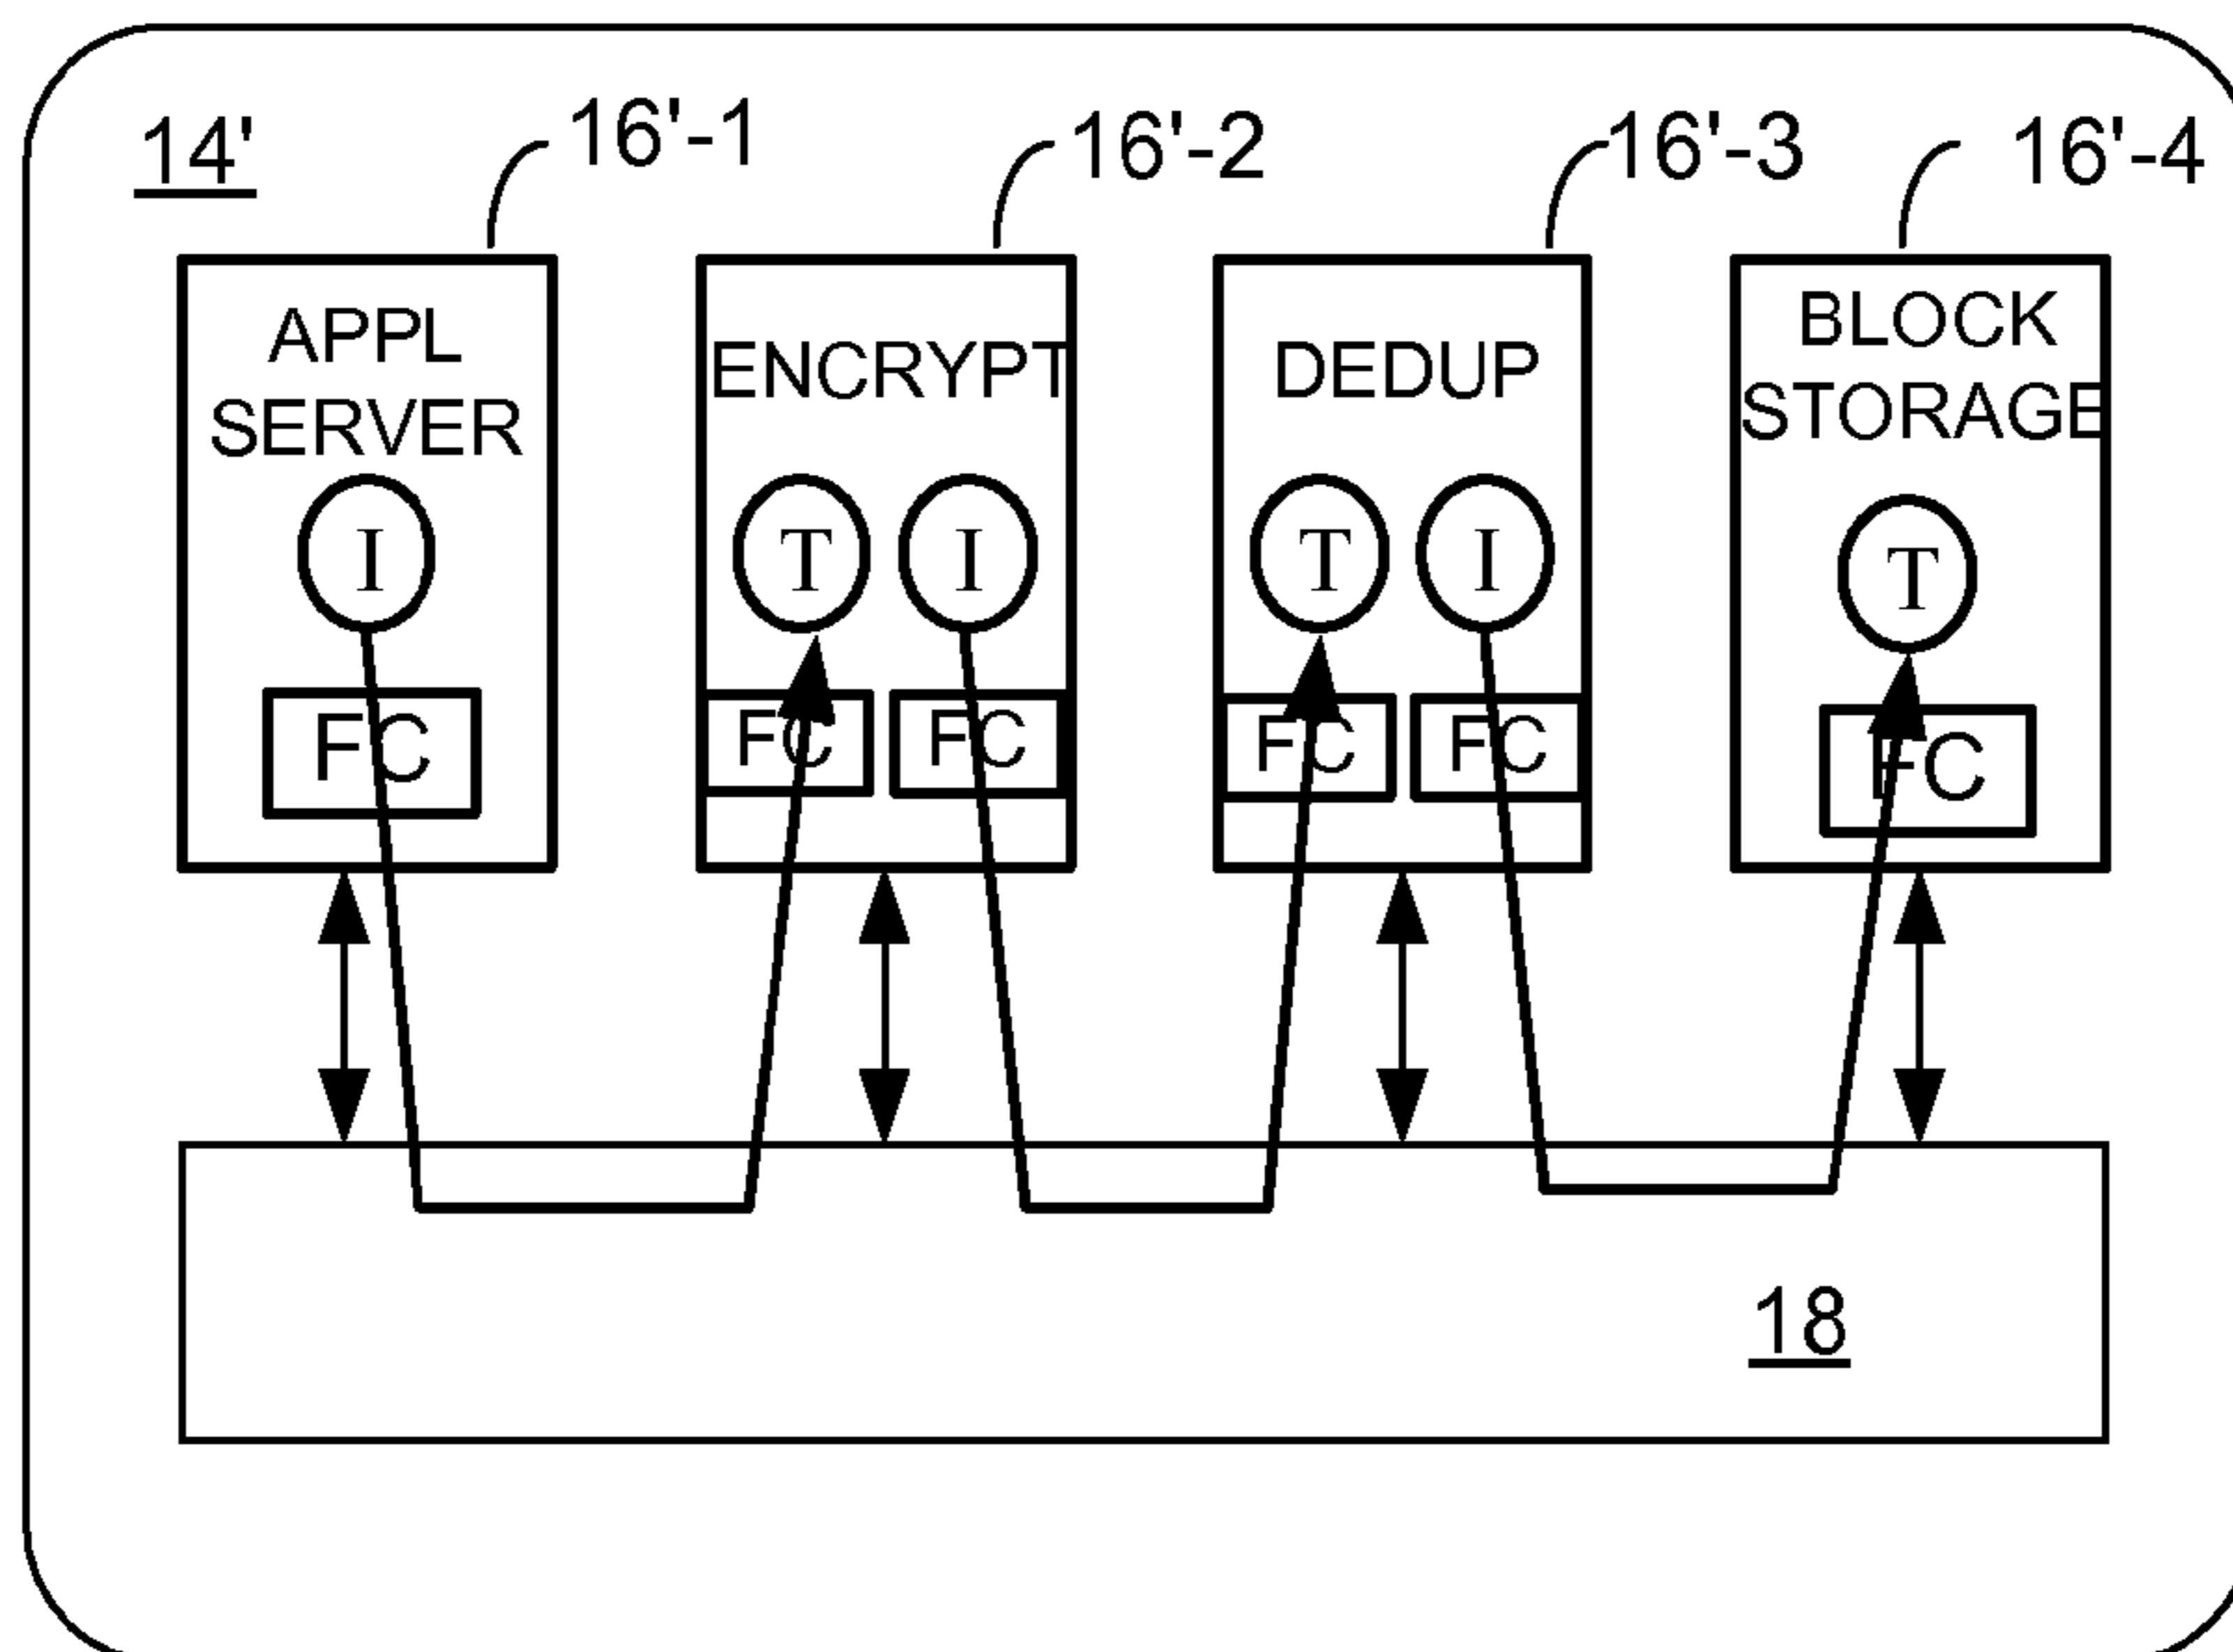 14'
16'-1
16'-2
16'-3
16'-4
APPL
SERVER
I
FC
ENCRYPT
T I
FC FC
DEDUP
T I
FC FC
BLOCK
STORAGE
T
FC
18